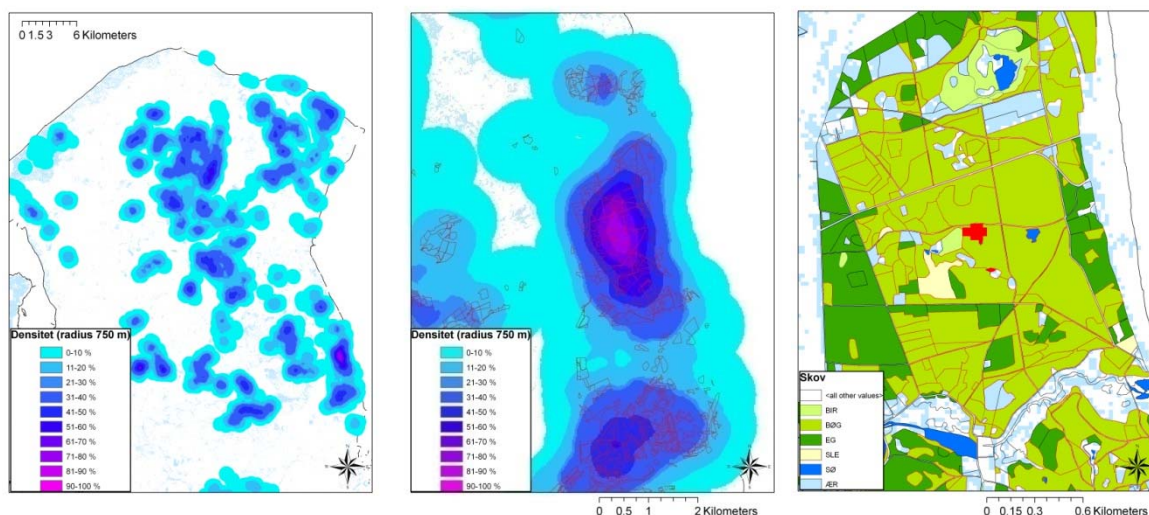 0 1.5 3 6 Kilometers
Densitet (radius 750 m)
0-10 %
11-20 %
21-30 %
31-40 %
41-50 %
51-60 %
61-70 %
71-80 %
81-90 %
90-100 %
Densitet (radius 750 m)
0-10 %
11-20 %
21-30 %
31-40 %
41-50 %
51-60 %
61-70 %
71-80 %
81-90 %
90-100 %
0 0.5 1 2 Kilometers
Skov
<all other values>
BIR
BØG
EG
SLE
SØ
ÆR
0 0.15 0.3 0.6 Kilometers